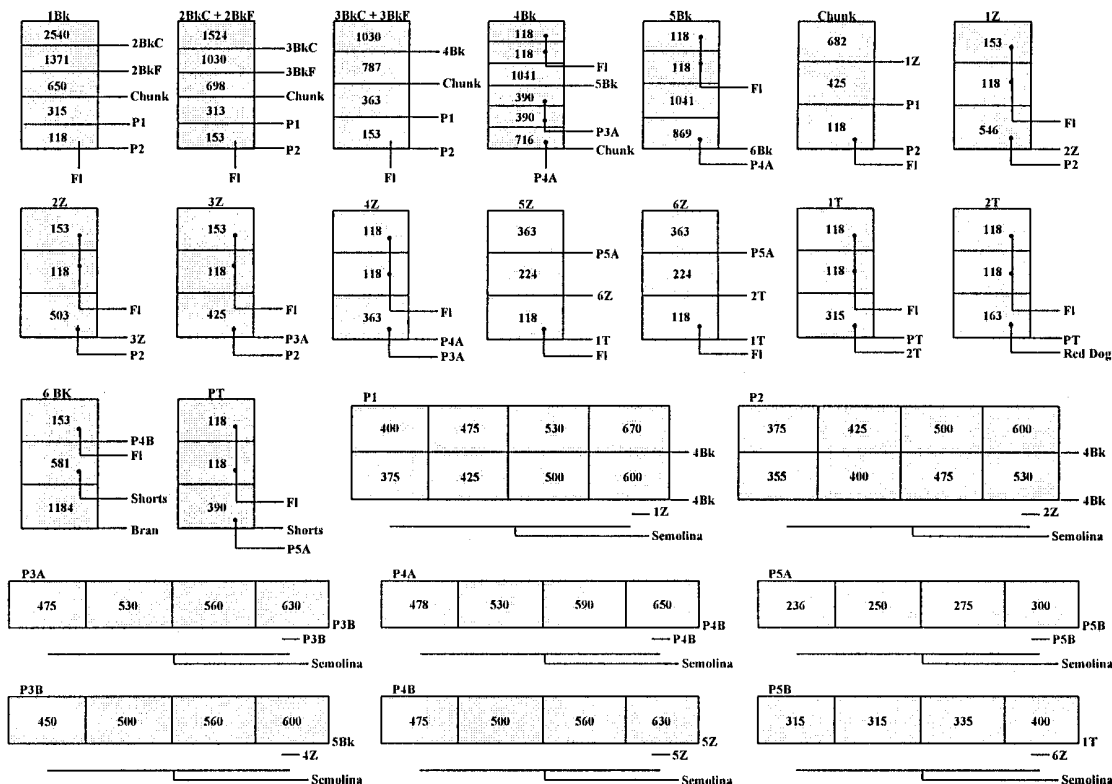 1Bk
2540
2BkC
1371
2BkF
650
Chunk
315
P1
118
P2
Fl
2BkC + 2BkF
1524
3BkC
1030
3BkF
698
Chunk
313
P1
153
P2
Fl
3BkC + 3BkF
1030
4Bk
787
Chunk
363
P1
153
P2
Fl
4Bk
118
118
Fl
1041
5Bk
390
390
P3A
716
Chunk
P4A
5Bk
118
118
Fl
1041
869
6Bk
P4A
Chunk
682
1Z
425
P1
118
P2
Fl
1Z
153
118
Fl
546
2Z
P2
2Z
153
118
Fl
503
3Z
P2
3Z
153
118
Fl
425
P3A
P2
4Z
118
118
Fl
363
P4A
P3A
5Z
363
P5A
224
6Z
118
1T
Fl
6Z
363
P5A
224
2T
118
1T
Fl
1T
118
118
Fl
315
PT
2T
2T
118
118
Fl
163
PT
Red Dog
6 BK
153
P4B
Fl
581
Shorts
1184
Bran
PT
118
118
Fl
390
Shorts
P5A
P1
400 475 530 670
4Bk
375 425 500 600
4Bk
1Z
Semolina
P2
375 425 500 600
4Bk
355 400 475 530
4Bk
2Z
Semolina
P3A
475 530 560 630
P3B
P3B
Semolina
P4A
478 530 590 650
P4B
P4B
Semolina
P5A
236 250 275 300
P5B
P5B
Semolina
P3B
450 500 560 600
5Bk
4Z
Semolina
P4B
475 500 560 630
5Z
5Z
Semolina
P5B
315 315 335 400
1T
6Z
Semolina